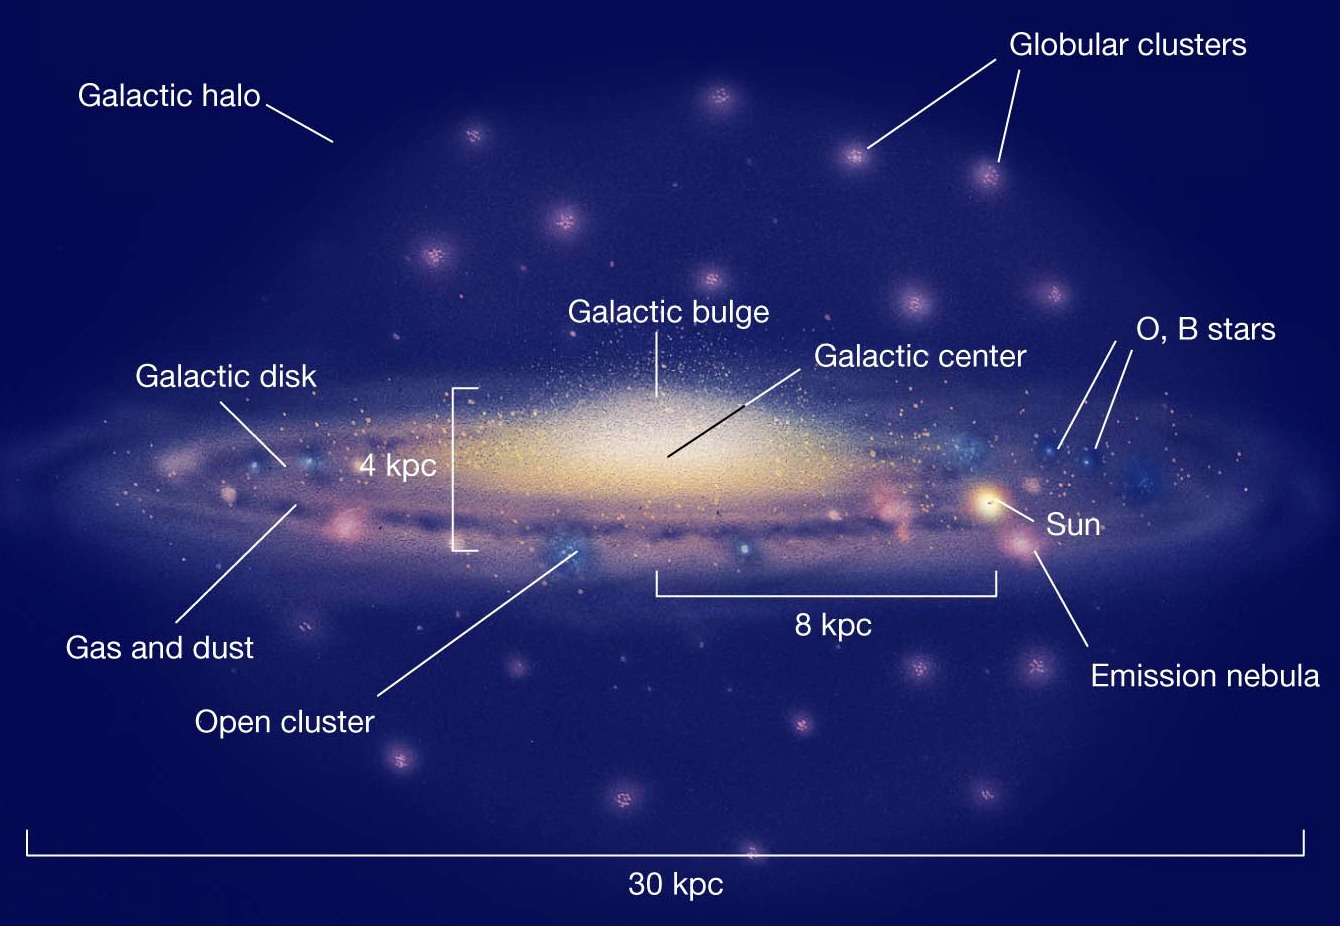 Globular clusters
Galactic halo
Galactic bulge
O, B stars
Galactic center
Galactic disk
4 kpc
Sun
8 kpc
Gas and dust
Emission nebula
Open cluster
30 kpc